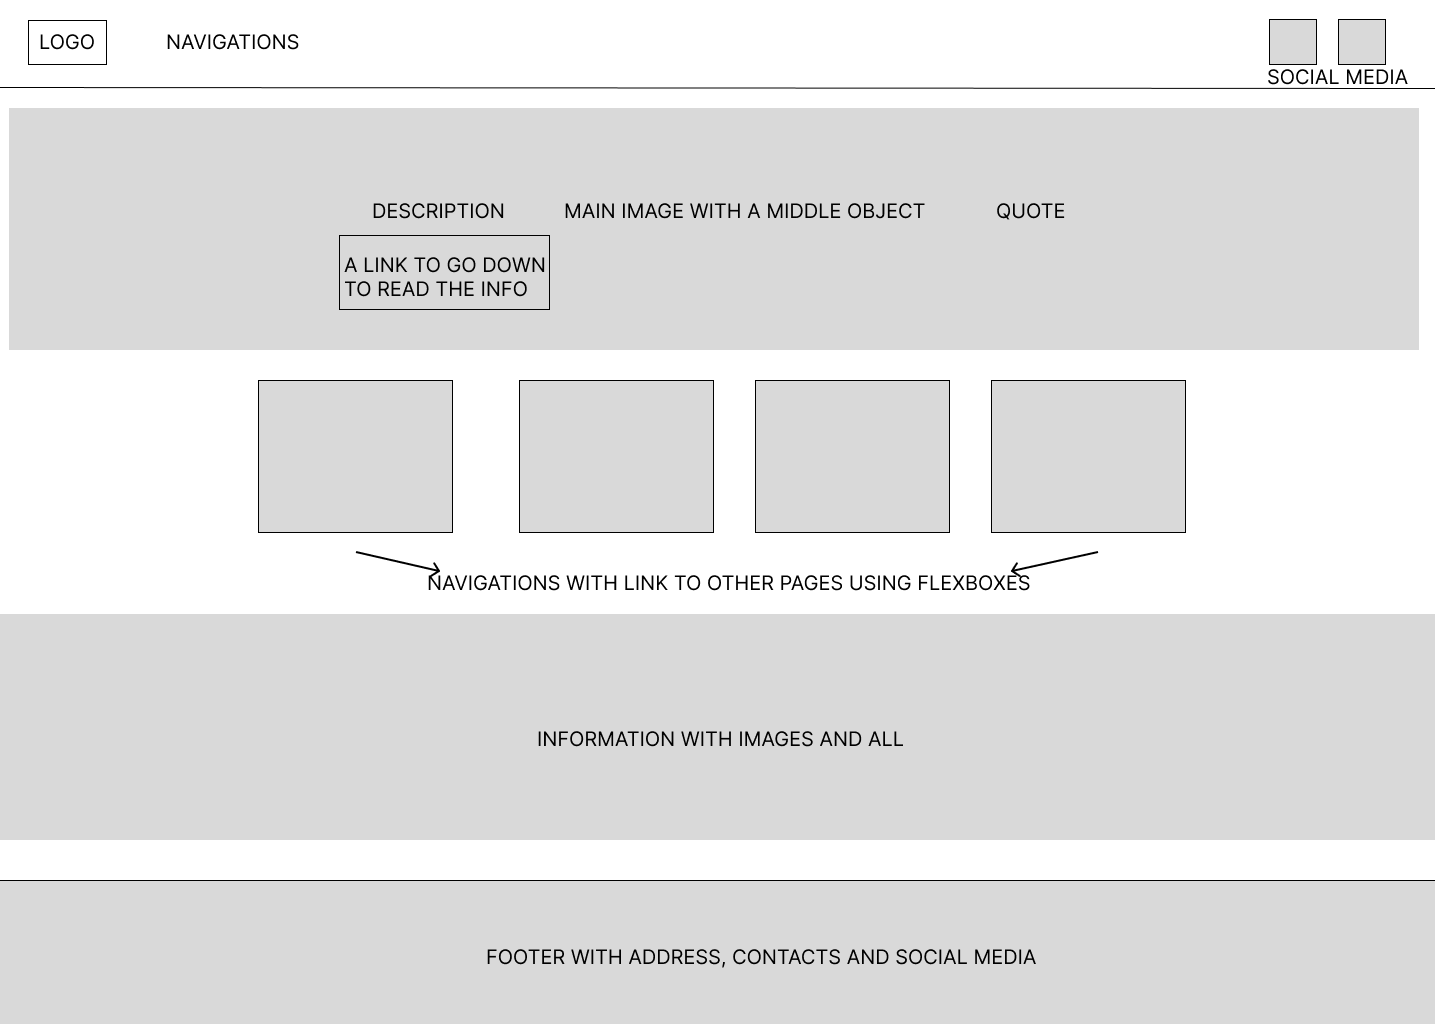 LOGO
NAVIGATIONS
SOCIAL MEDIA
DESCRIPTION
MAIN IMAGE WITH A MIDDLE OBJECT
QUOTE
A LINK TO GO DOWN
TO READ THE INFO
NAVIGATIONS WITH LINK TO OTHER PAGES USING FLEXBOXES
INFORMATION WITH IMAGES AND ALL
FOOTER WITH ADDRESS, CONTACTS AND SOCIAL MEDIA